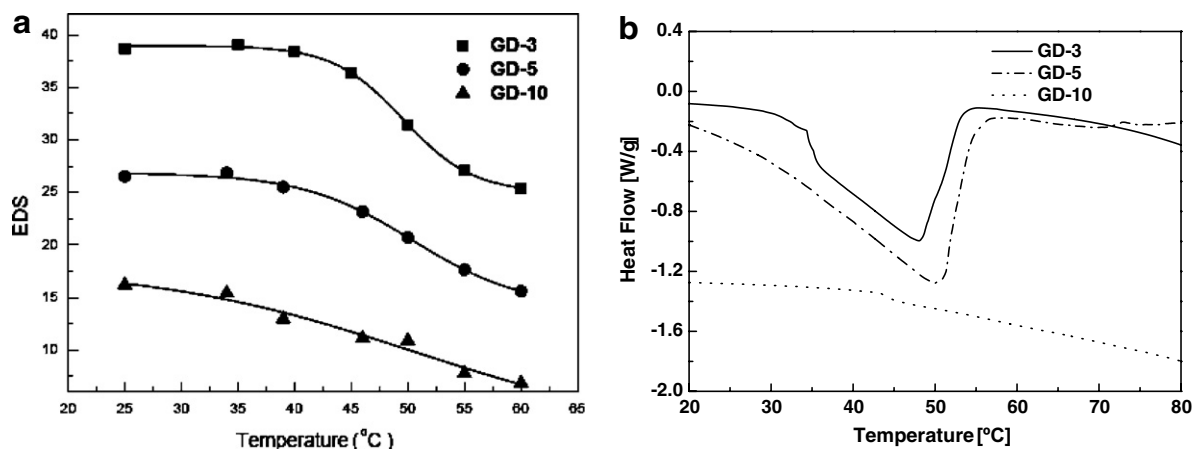 a
40
35
30
25
20
15
10
EDS
20 25 30 35 40 45 50 55 60 65
Temperature (°C)
GD-3
GD-5
GD-10
b
0.4
0.0
-0.4
-0.8
-1.2
-1.6
-2.0
Heat Flow [W/g]
20 30 40 50 60 70 80
Temperature [ºC]
GD-3
GD-5
GD-10